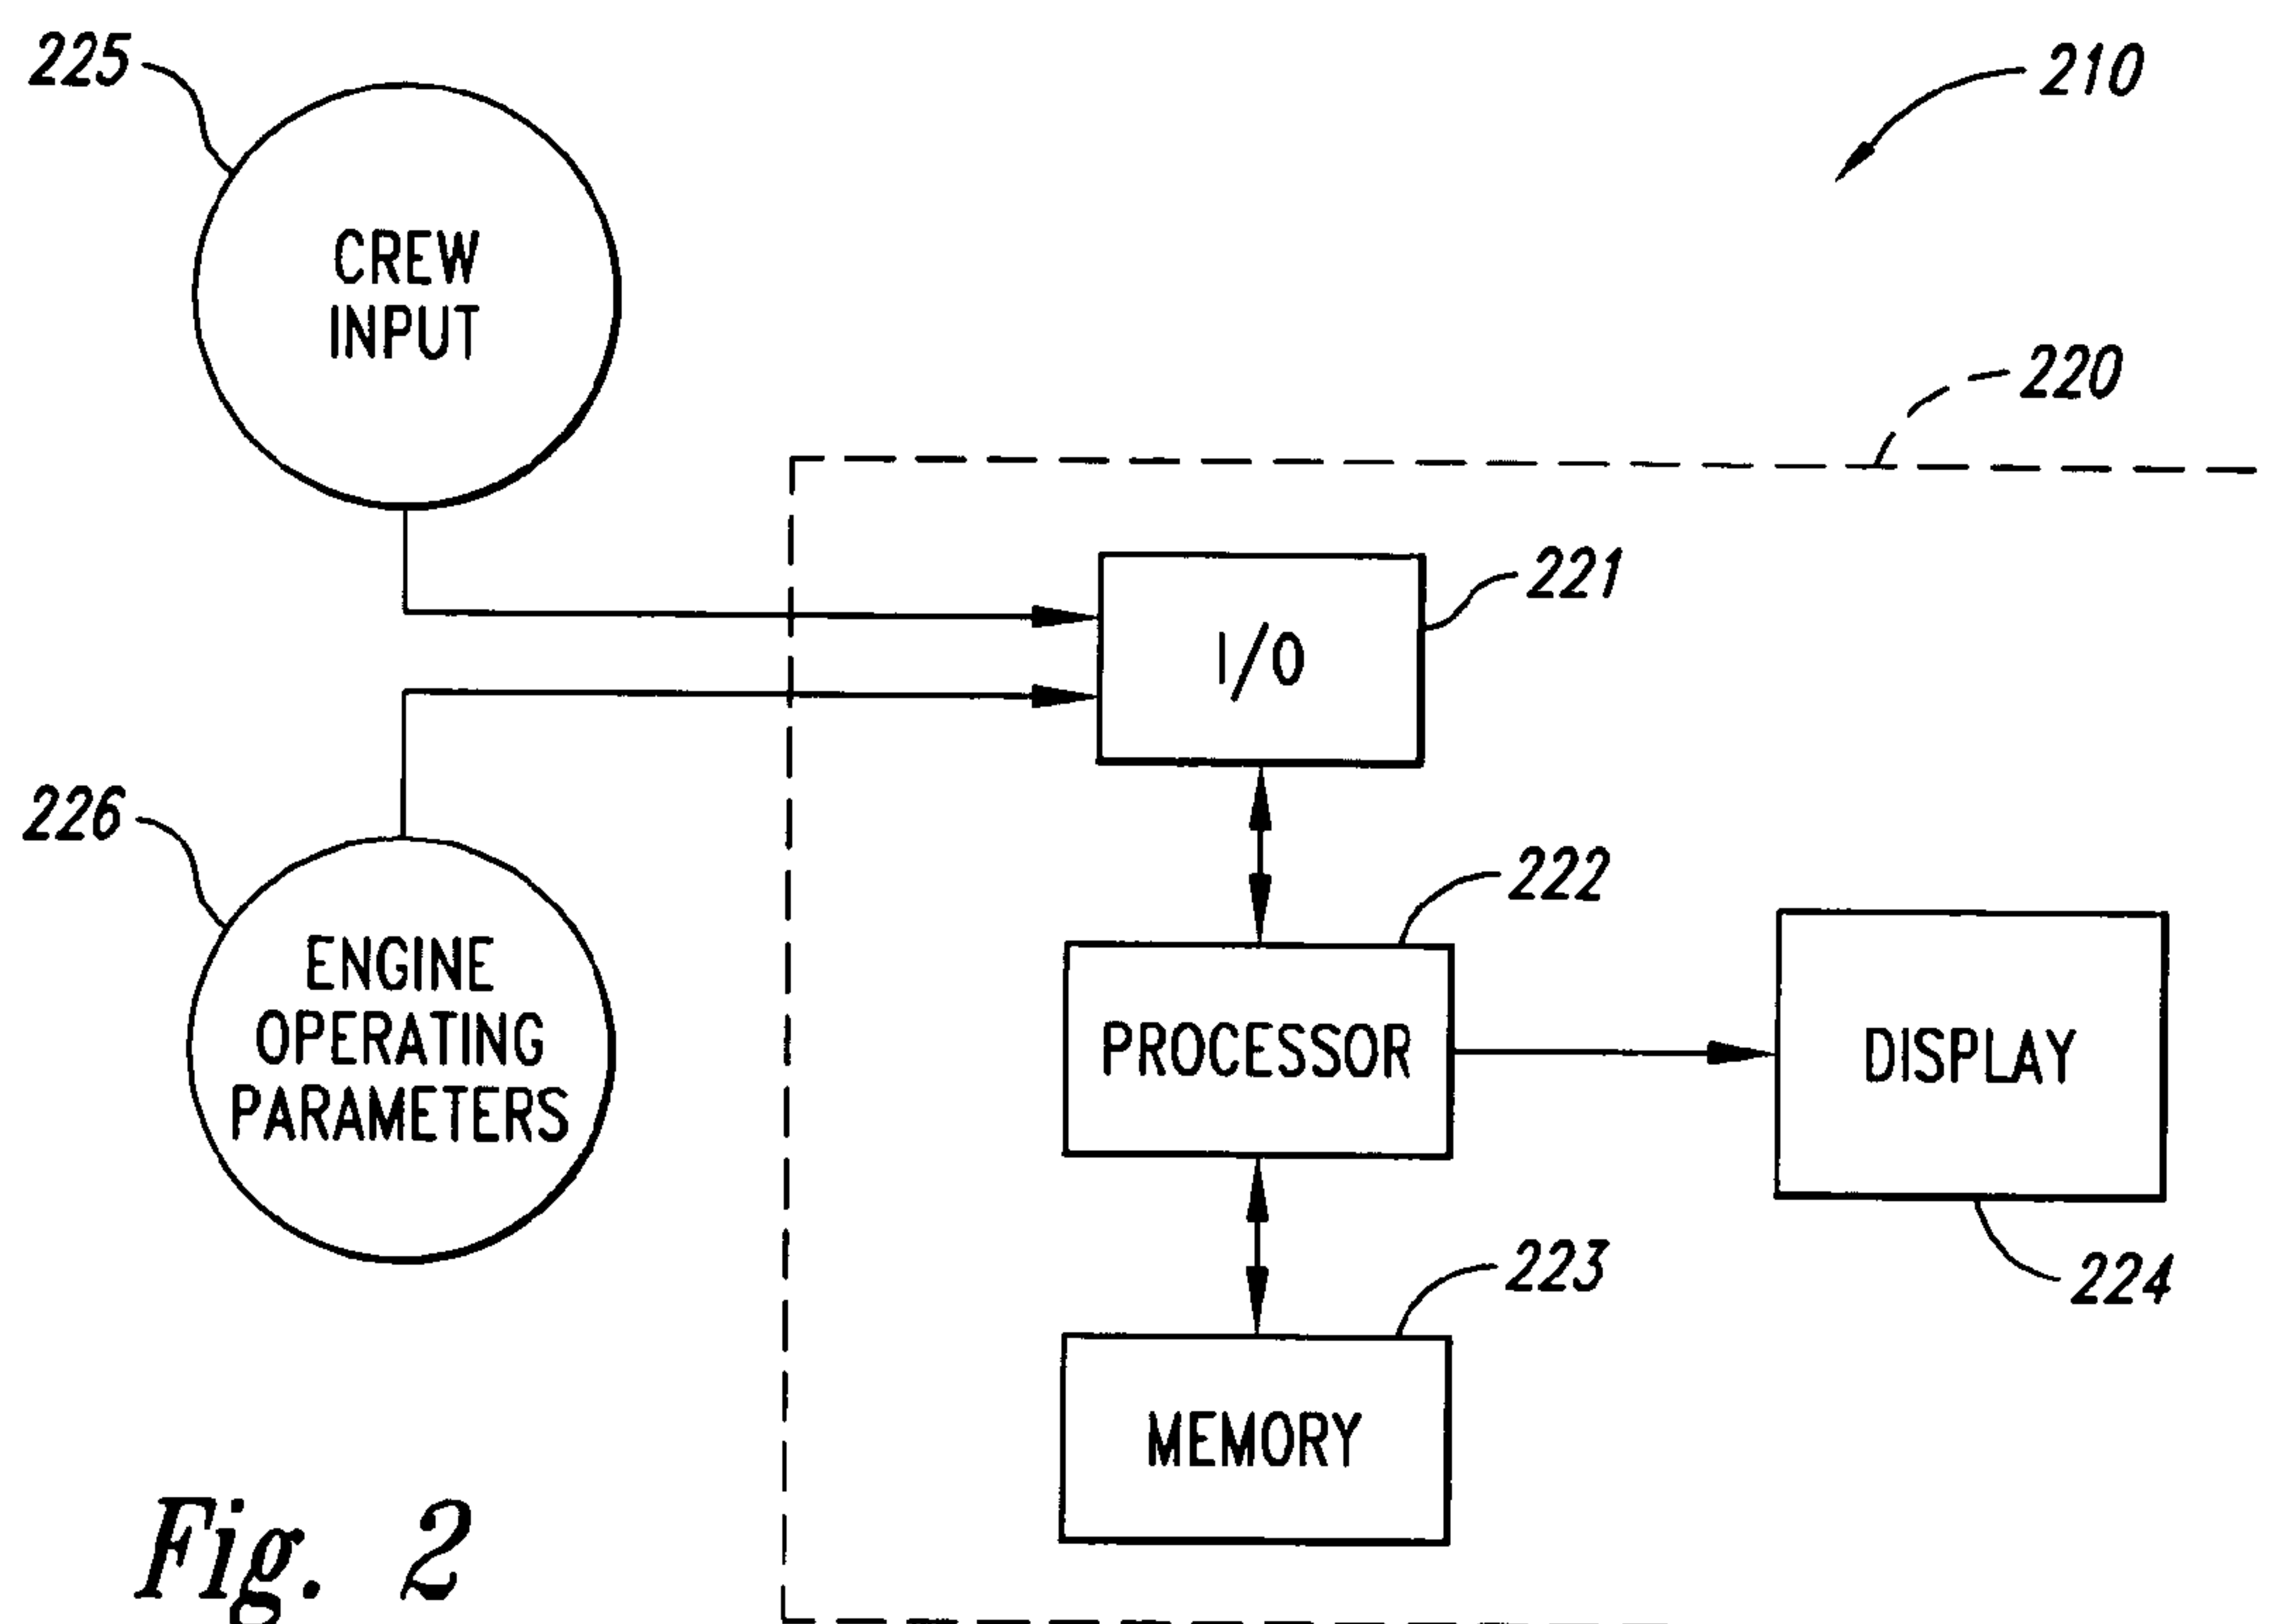 225
210
CREW
INPUT
220
221
I/O
226
222
ENGINE
OPERATING
PARAMETERS
PROCESSOR
DISPLAY
223
224
MEMORY
Fig. 2